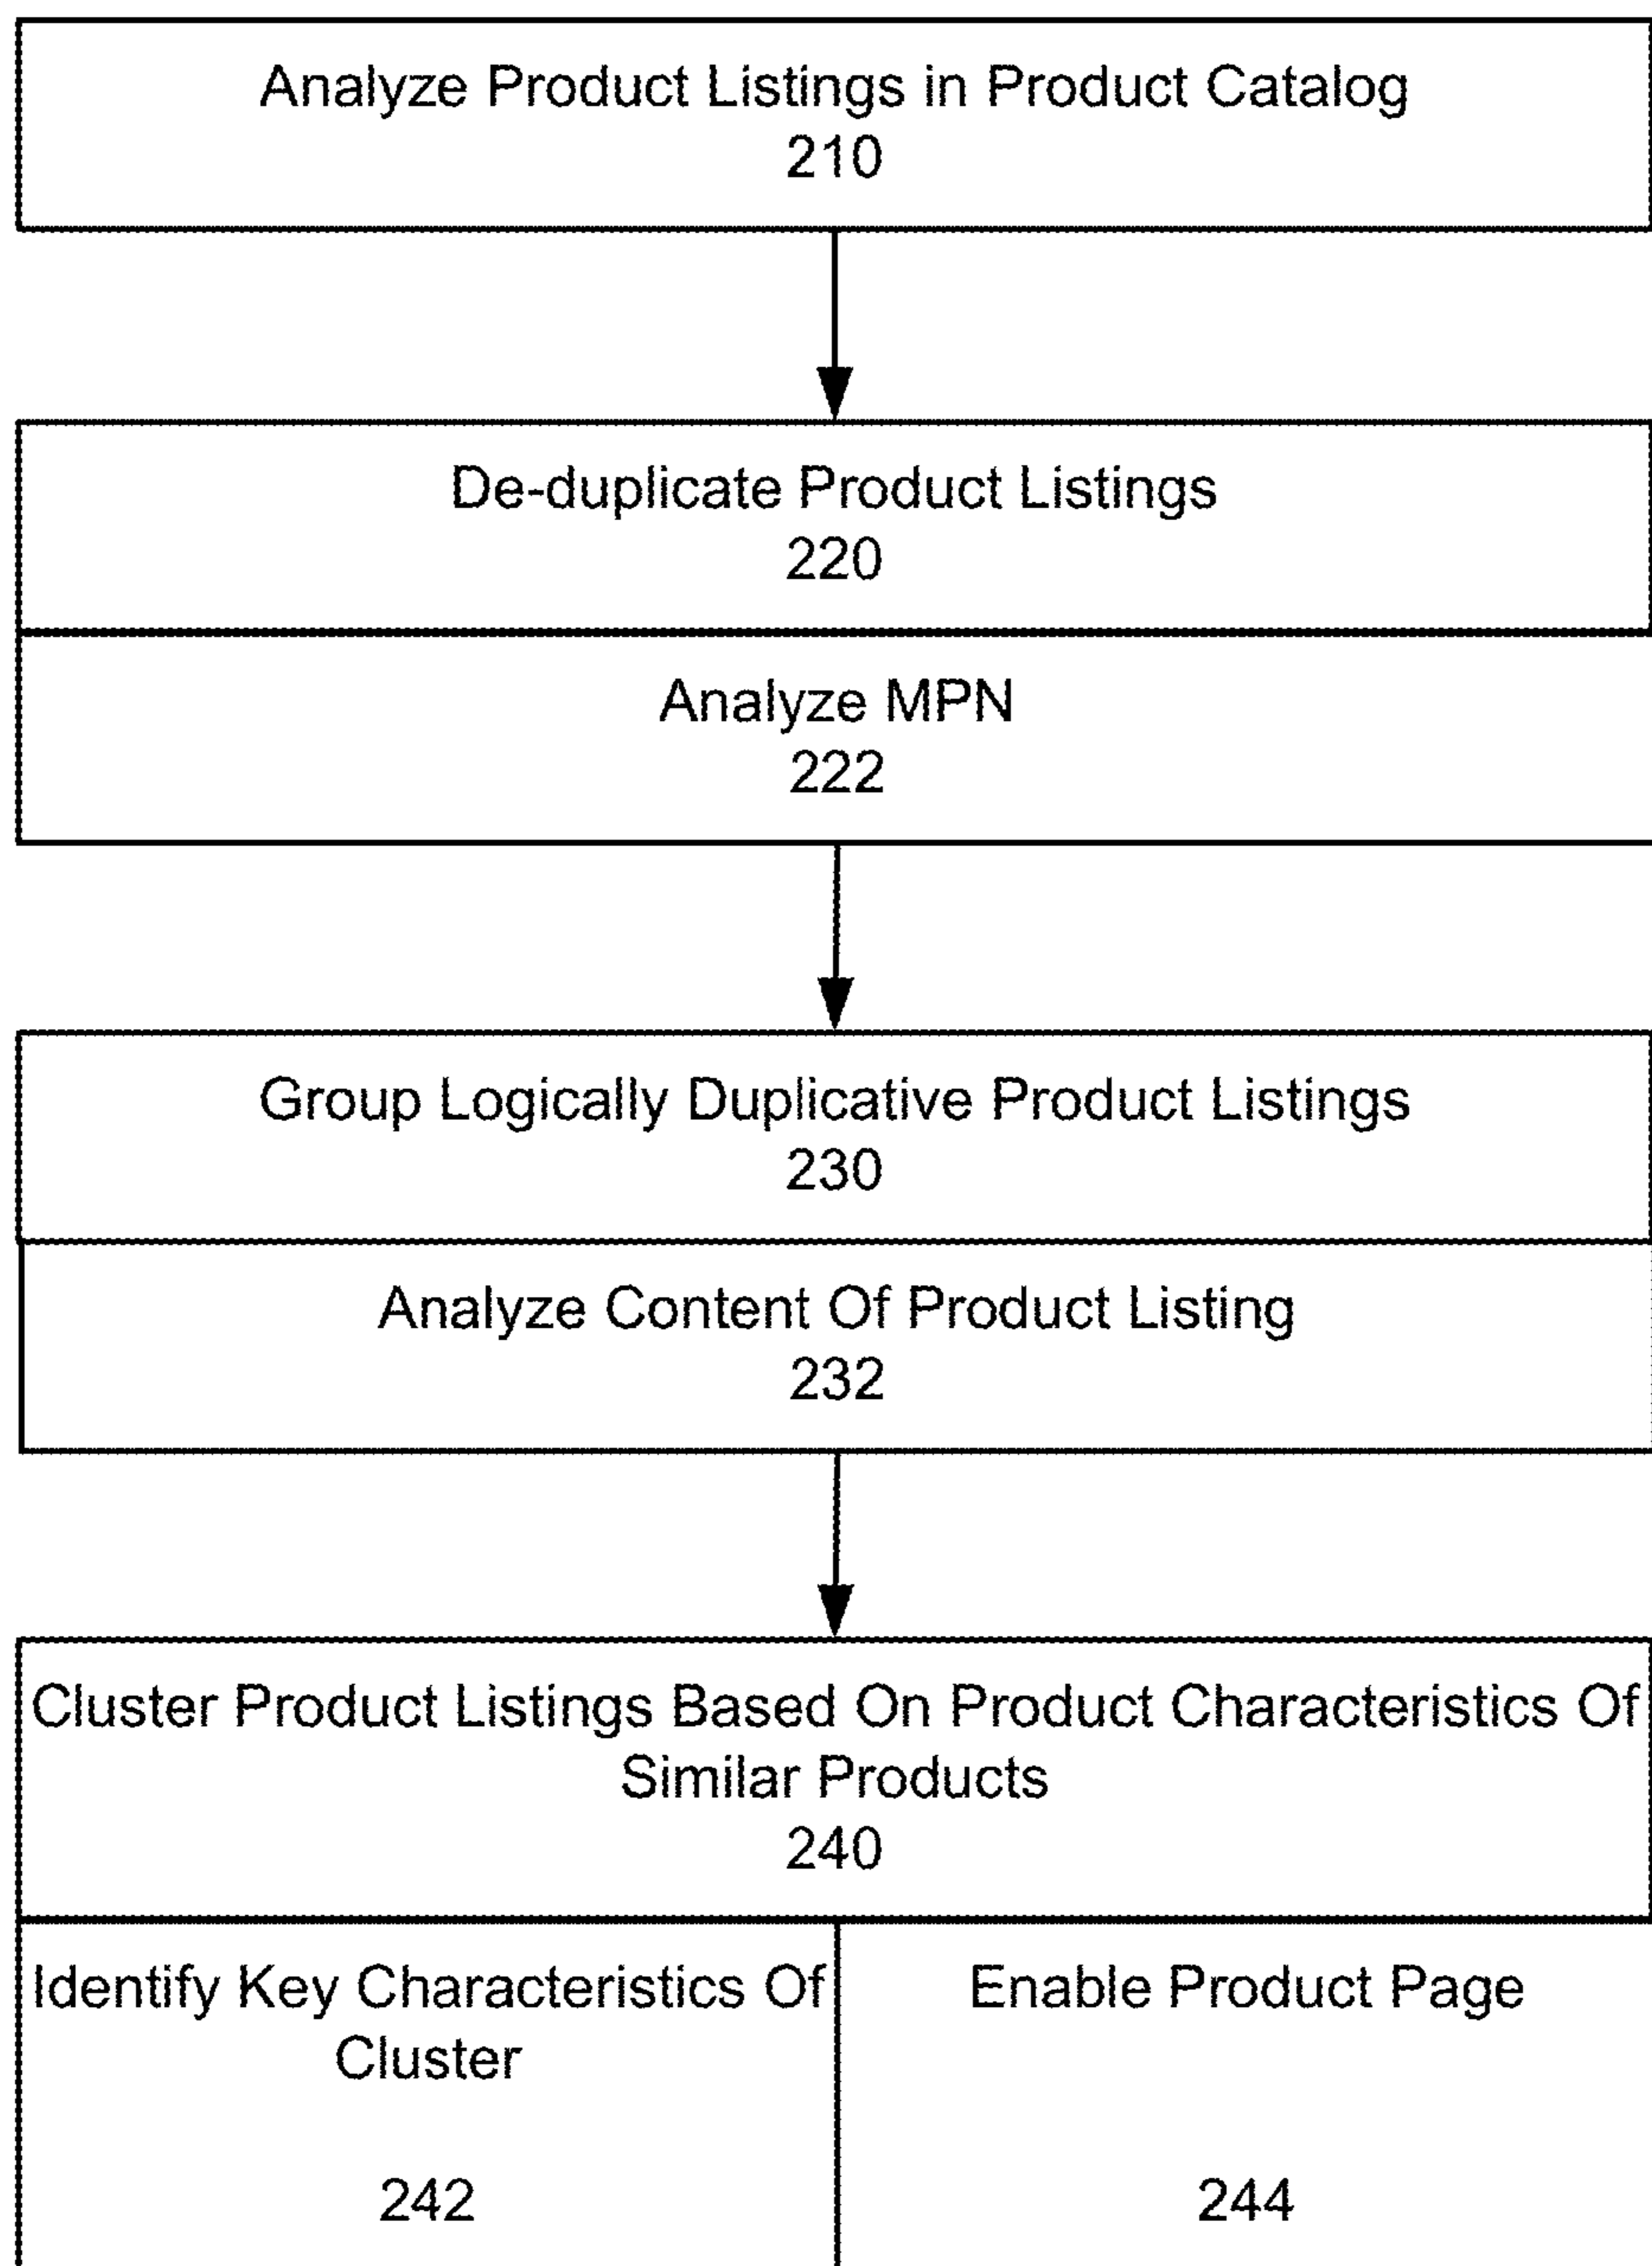 Analyze Product Listings in Product Catalog
210
De-duplicate Product Listings
220
Analyze MPN
222
Group Logically Duplicative Product Listings
230
Analyze Content Of Product Listing
232
Cluster Product Listings Based On Product Characteristics Of
Similar Products
240
Identify Key Characteristics Of
Cluster
242
Enable Product Page
244